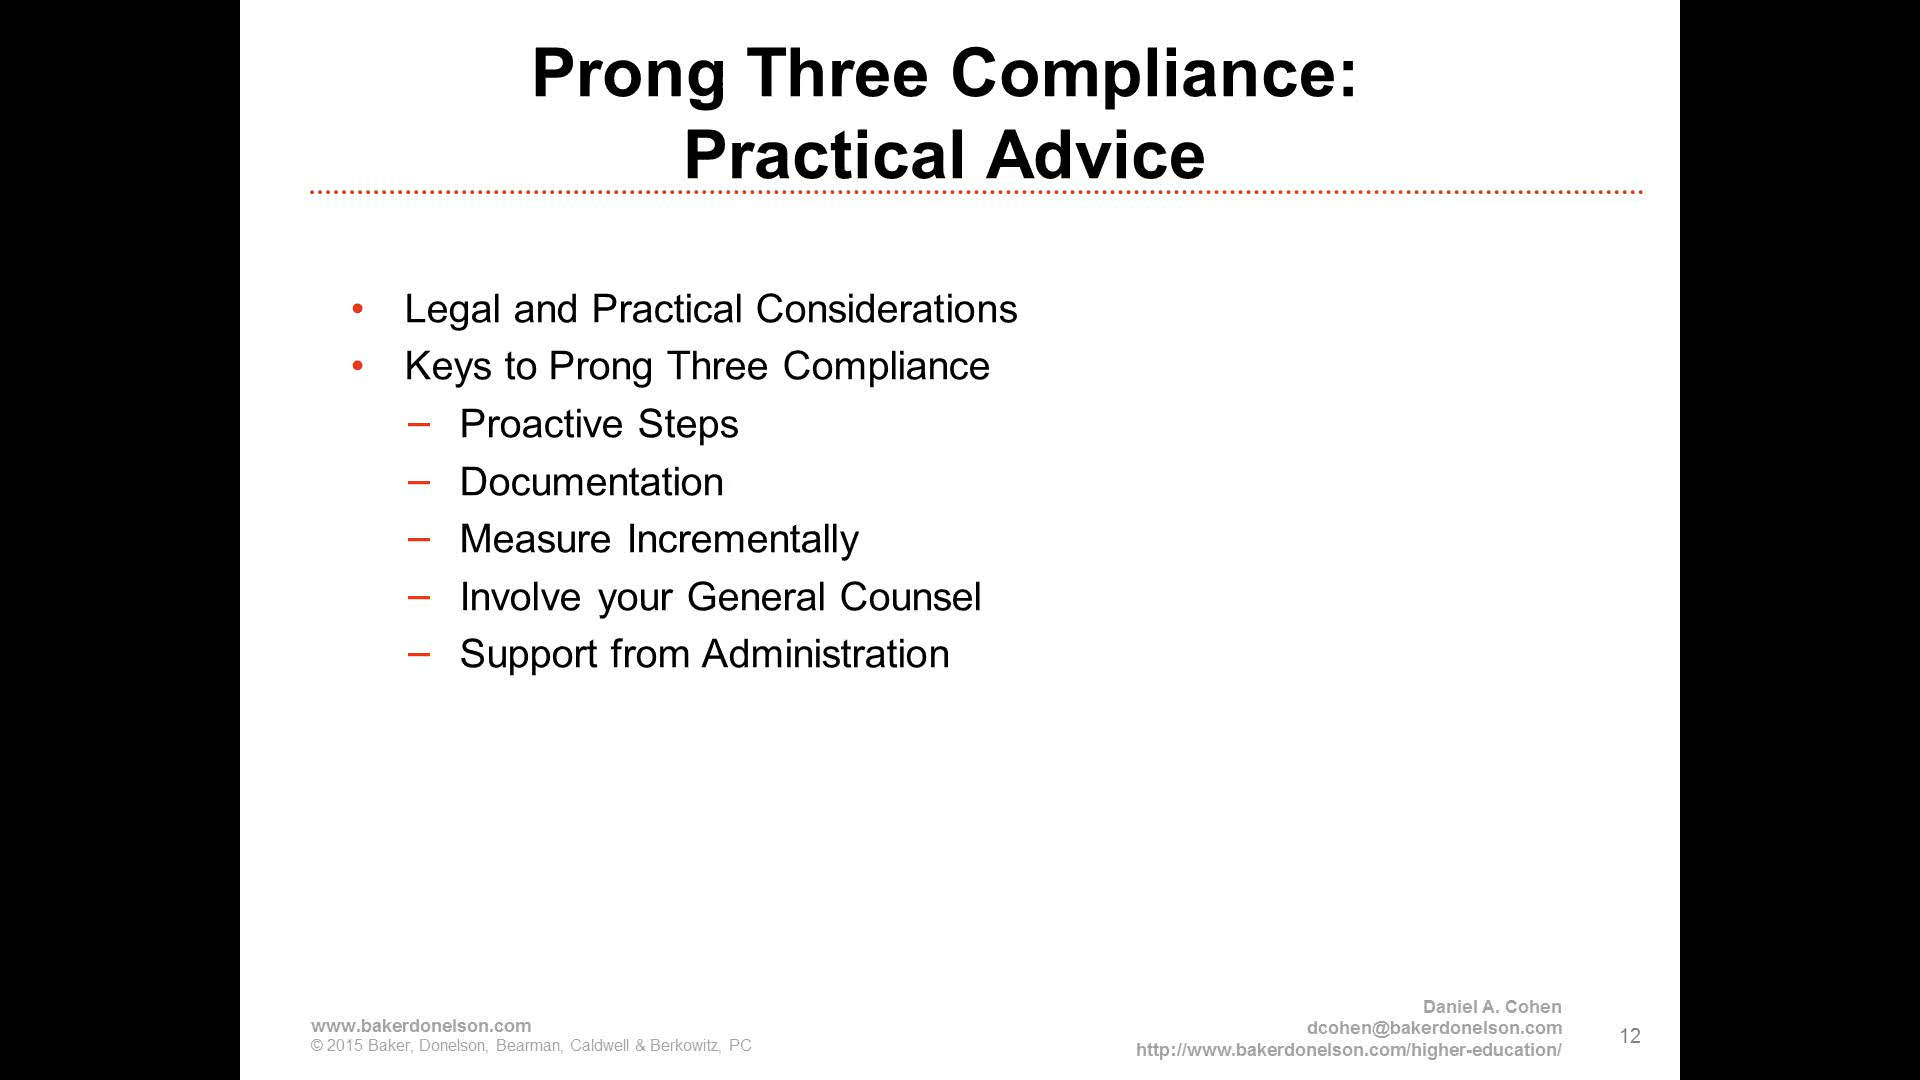 Prong Three Compliance:
Practical Advice
• Legal and Practical Considerations
• Keys to Prong Three Compliance
– Proactive Steps
– Documentation
– Measure Incrementally
– Involve your General Counsel
– Support from Administration
www.bakerdonelson.com
© 2015 Baker, Donelson, Bearman, Caldwell & Berkowitz, PC
Daniel A. Cohen
dcohen@bakerdonelson.com
http://www.bakerdonelson.com/higher-education/
12